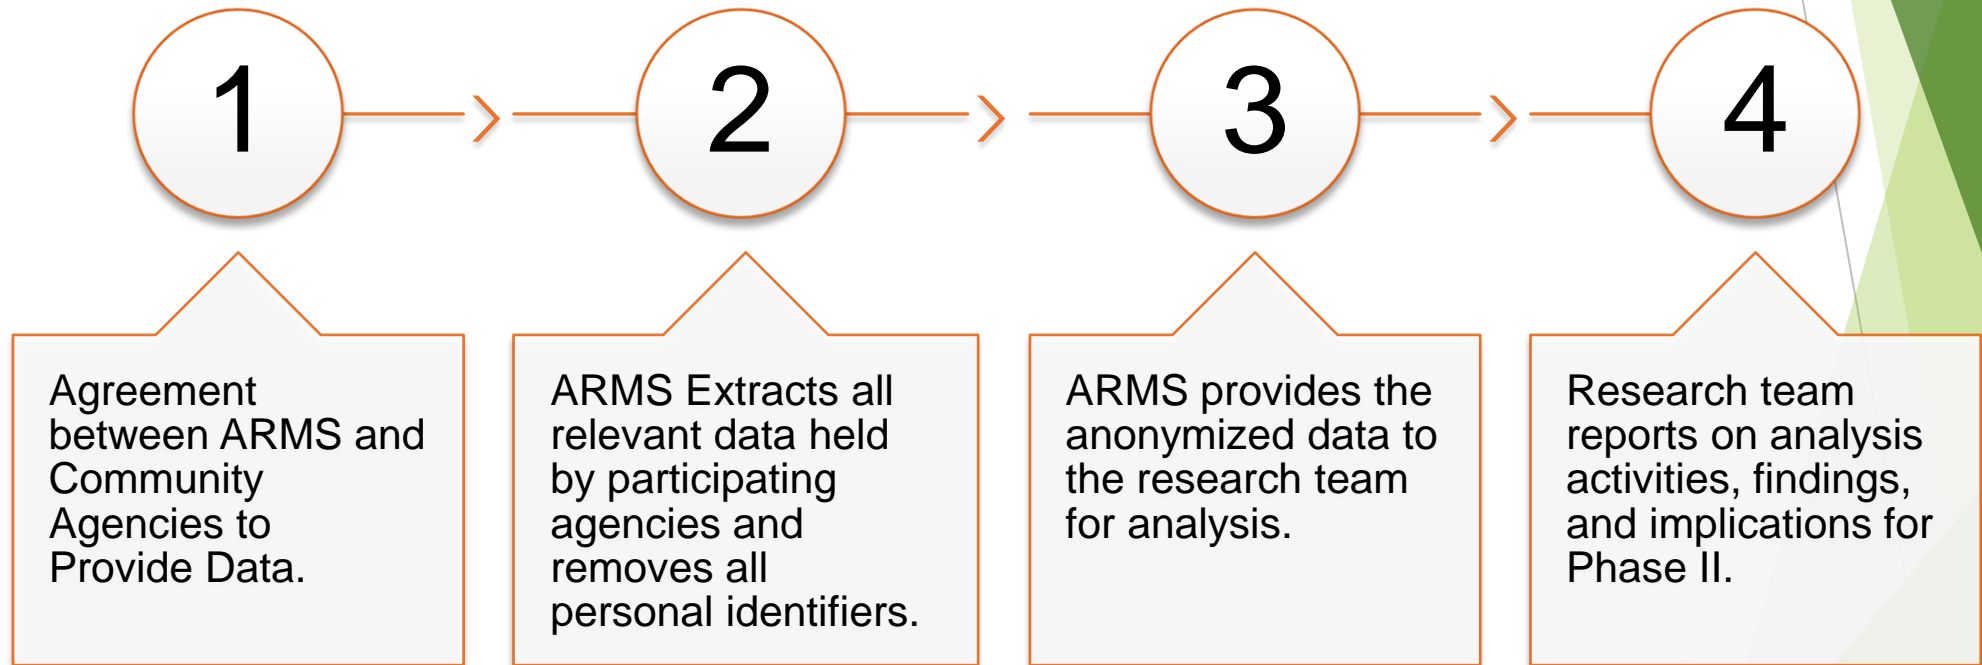 1
2
3
4
Agreement
between ARMS and
Community
Agencies to
Provide Data.
ARMS Extracts all
relevant data held
by participating
agencies and
removes all
personal identifiers.
ARMS provides the
anonymized data to
the research team
for analysis.
Research team
reports on analysis
activities, findings,
and implications for
Phase II.